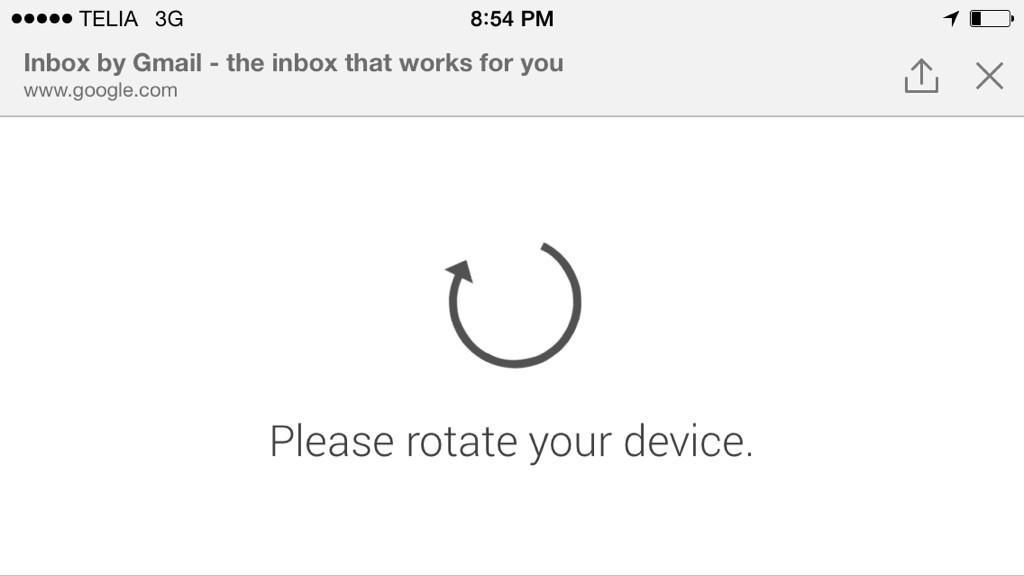 TELIA 3G 8:54 PM
Inbox by Gmail - the inbox that works for you
www.google.com
Please rotate your device.